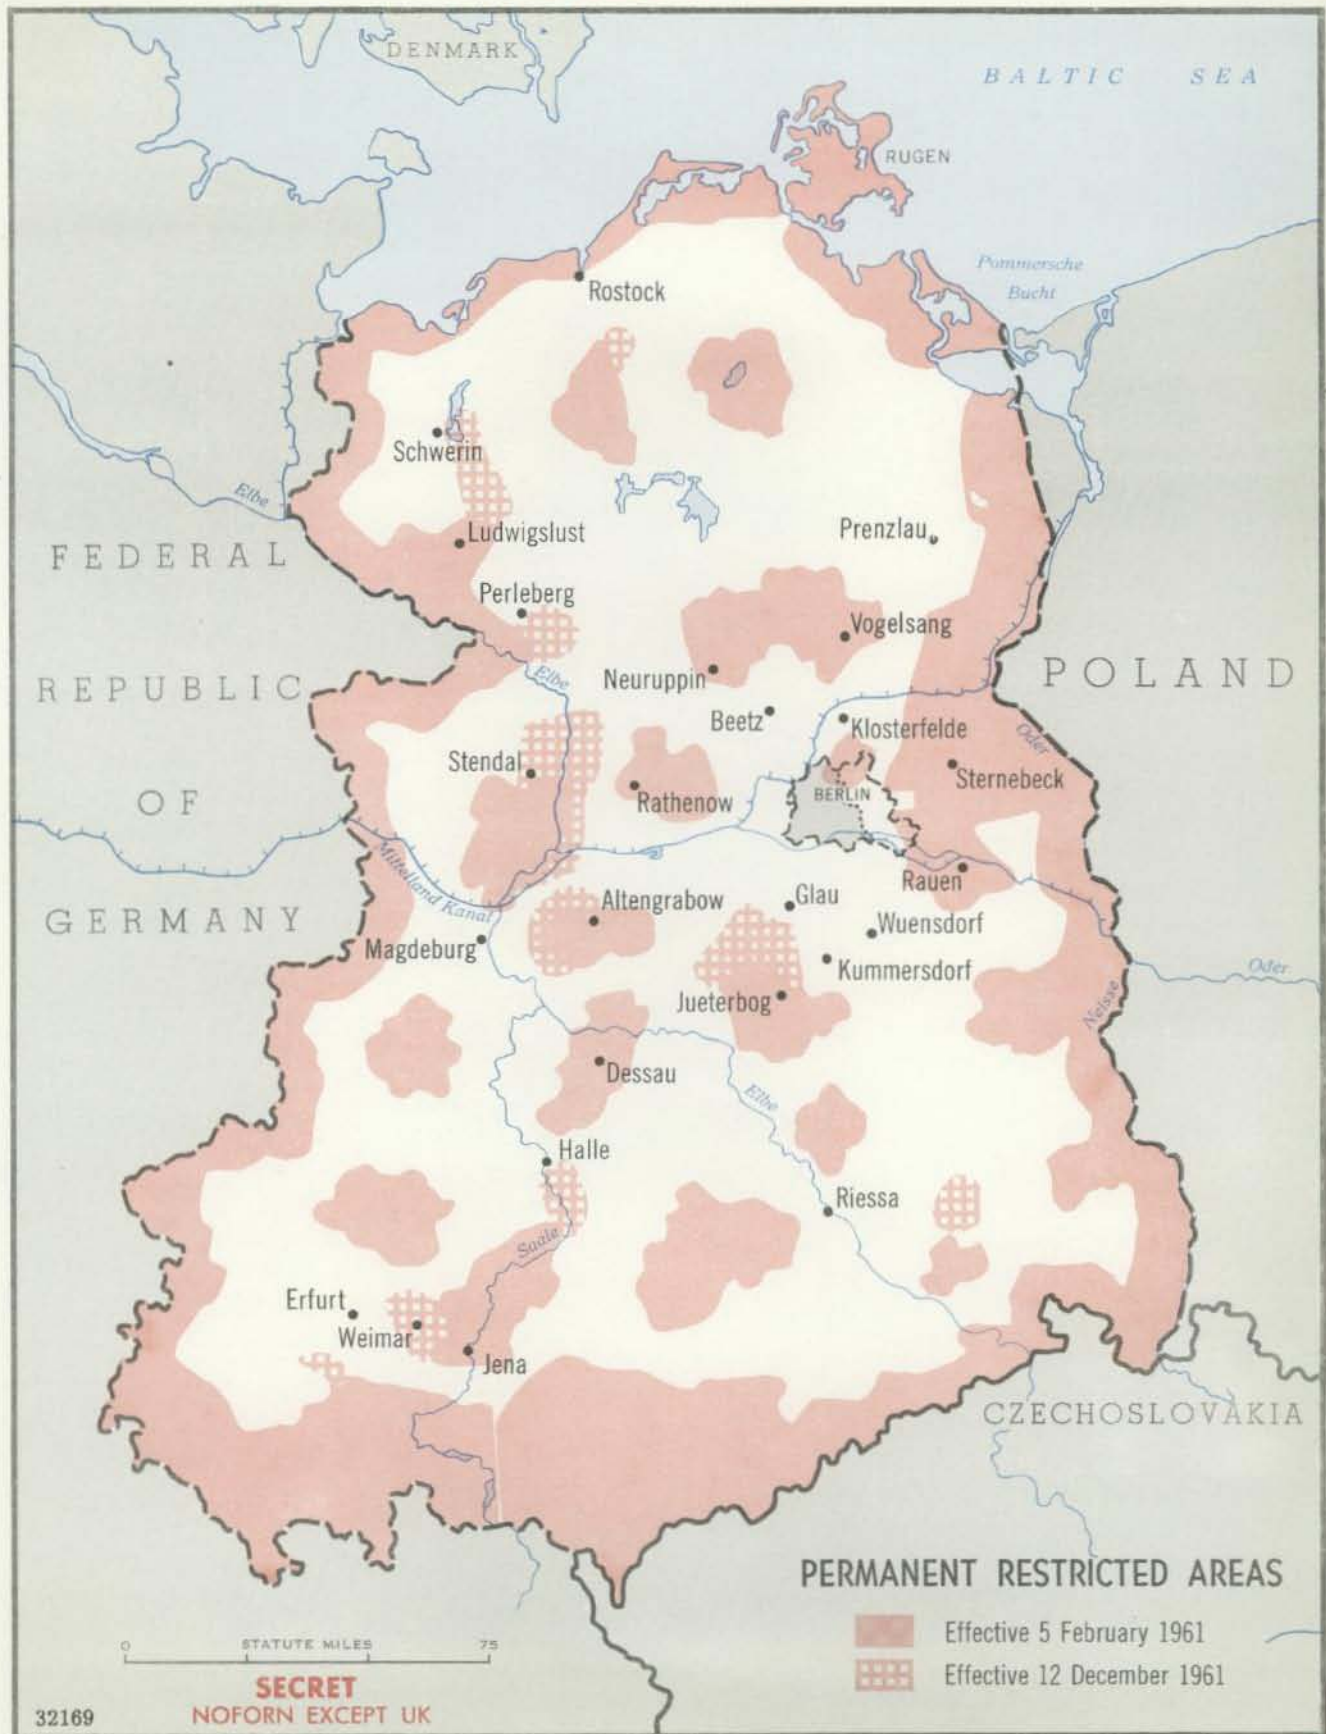 DENMARK
BALTIC SEA
RUGEN
Pommersche
Bucht
Rostock
Schwerin
Elbe
Ludwigslust
Prenzlau
FEDERAL
Perleberg
Vogelsang
REPUBLIC
Elbe
Neuruppin
POLAND
Beetz
Klosterfelde
Oder
Stendal
Sternebeck
OF
Rathenow
BERLIN
Mittelland Kanal
Rauen
GERMANY
Altengrabow
Glau
Wuensdorf
Magdeburg
Kummersdorf
Oder
Jueterbog
Neisse
Dessau
Elbe
Halle
Riessa
Saale
Erfurt
Weimar
Jena
CZECHOSLOVAKIA
PERMANENT RESTRICTED AREAS
Effective 5 February 1961
Effective 12 December 1961
0 STATUTE MILES 75
SECRET
NOFORN EXCEPT UK
32169